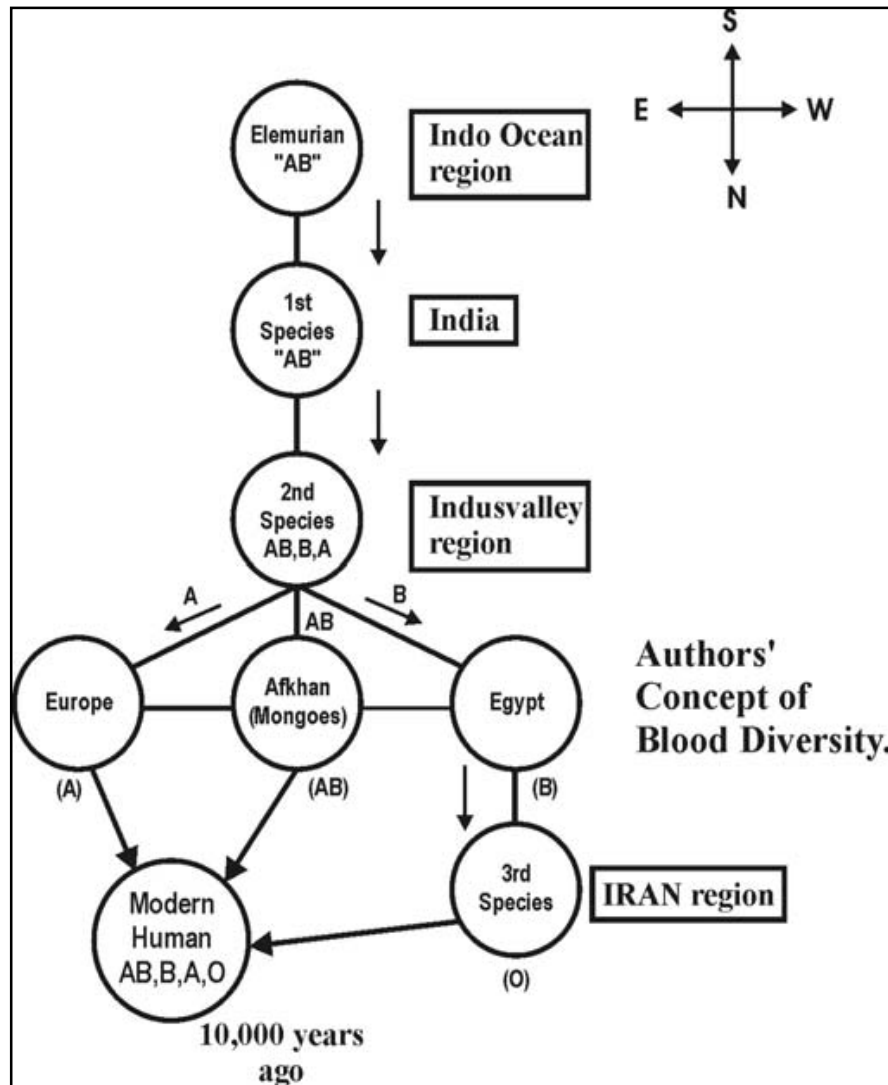 S
E W
N
Elemurian
"AB"
Indo Ocean
region
1st
Species
"AB"
India
2nd
Species
AB,B,A
Indusvalley
region
A
B
AB
Europe
Afkhan
(Mongoes)
Egypt
Authors'
Concept of
Blood Diversity.
(A)
(AB)
(B)
3rd
Species
IRAN region
Modern
Human
AB,B,A,O
(O)
10,000 years
ago